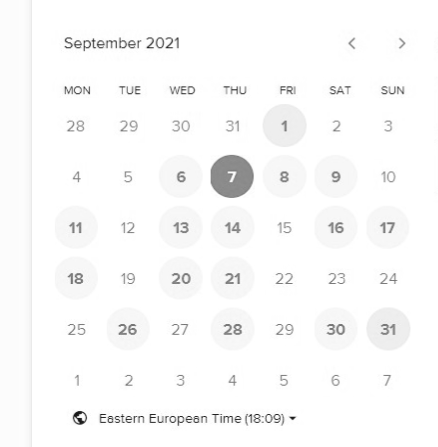 September 2021
MON TUE WED THU FRI SAT SUN
28 29 30 31 1 2 3
4 5 6 7 8 9 10
11 12 13 14 15 16 17
18 19 20 21 22 23 24
25 26 27 28 29 30 31
1 2 3 4 5 6 7
Eastern European Time (18:09)